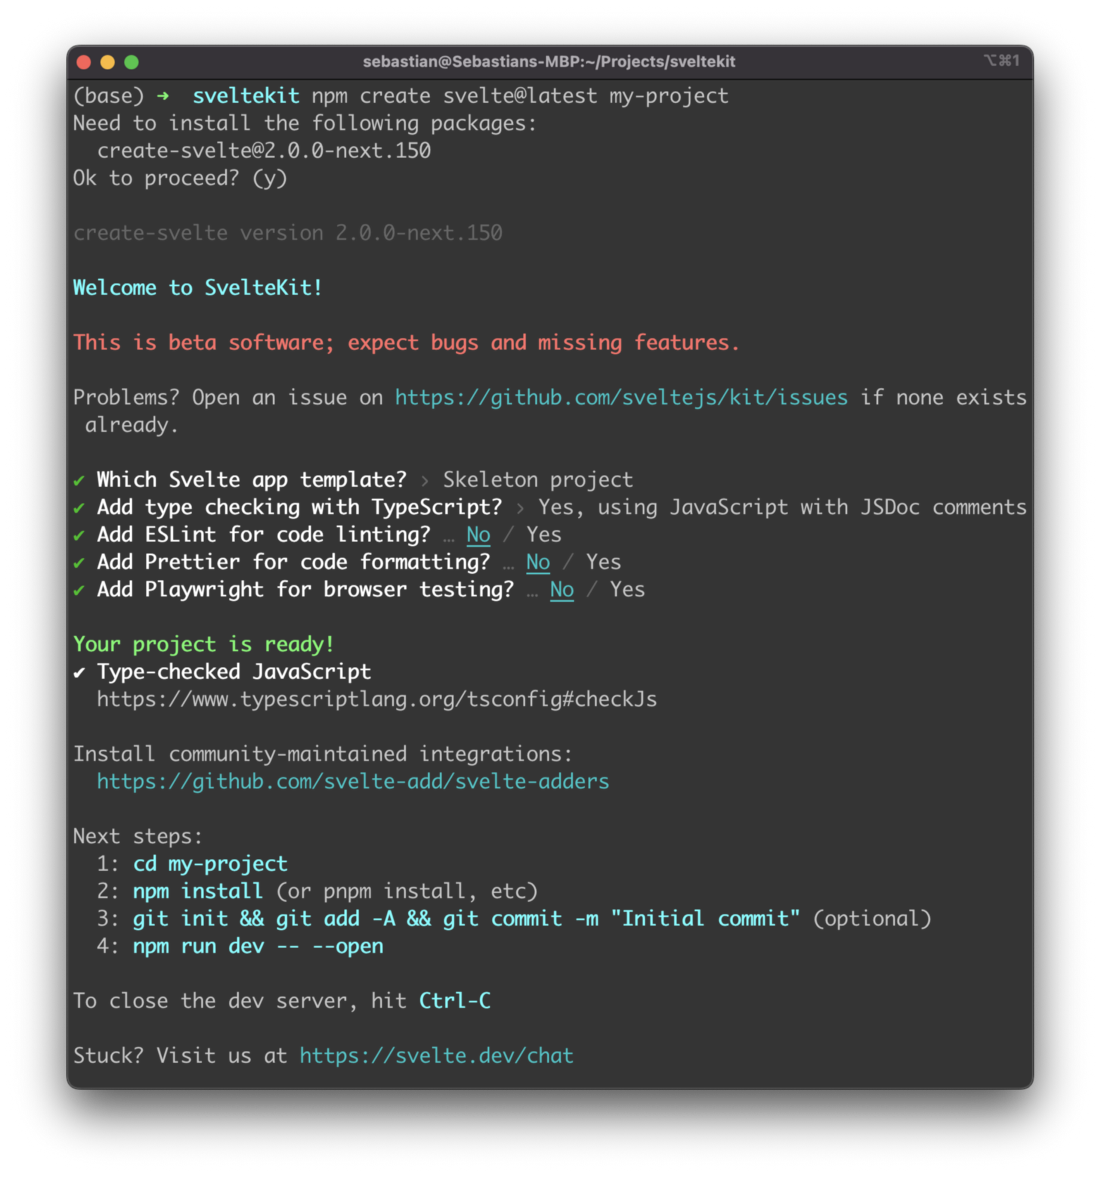 sebastian@Sebastians-MBP:~/Projects/sveltekit
⌥⌘1
(base) ➜  sveltekit npm create svelte@latest my-project
Need to install the following packages:
  create-svelte@2.0.0-next.150
Ok to proceed? (y)
create-svelte version 2.0.0-next.150
Welcome to SvelteKit!
This is beta software; expect bugs and missing features.
Problems? Open an issue on https://github.com/sveltejs/kit/issues if none exists
 already.
✔ Which Svelte app template? › Skeleton project
✔ Add type checking with TypeScript? › Yes, using JavaScript with JSDoc comments
✔ Add ESLint for code linting? … No / Yes
✔ Add Prettier for code formatting? … No / Yes
✔ Add Playwright for browser testing? … No / Yes
Your project is ready!
✔ Type-checked JavaScript
  https://www.typescriptlang.org/tsconfig#checkJs
Install community-maintained integrations:
  https://github.com/svelte-add/svelte-adders
Next steps:
  1: cd my-project
  2: npm install (or pnpm install, etc)
  3: git init && git add -A && git commit -m "Initial commit" (optional)
  4: npm run dev -- --open
To close the dev server, hit Ctrl-C
Stuck? Visit us at https://svelte.dev/chat